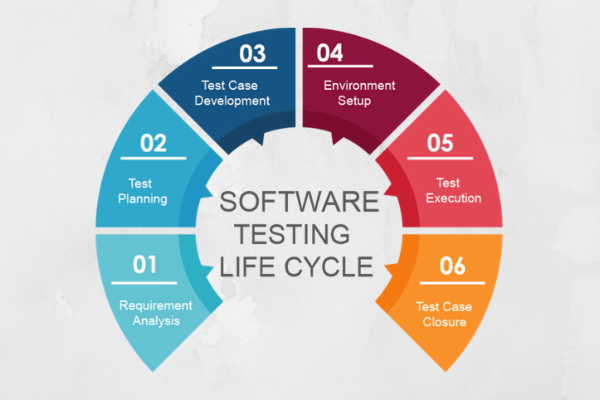 01
Requirement
Analysis
02
Test
Planning
03
Test Case
Development
04
Environment
Setup
05
Test
Execution
06
Test Case
Closure
SOFTWARE
TESTING
LIFE CYCLE